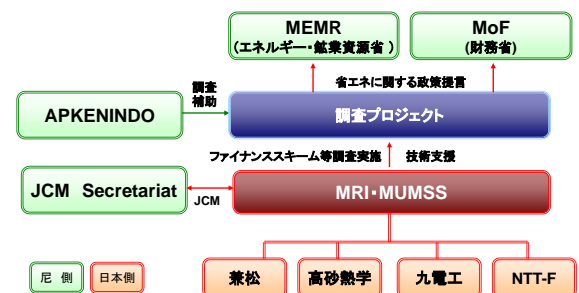 MEMR
(エネルギー・鉱業資源省 )
MoF
(財務省)
省エネに関する政策提言
調査
補助
APKENINDO
調査プロジェクト
ファイナンススキーム等調査実施 技術支援
JCM Secretariat
JCM
MRI・MUMSS
尼 側
日本側
兼松
高砂熱学
九電工
NTT-F